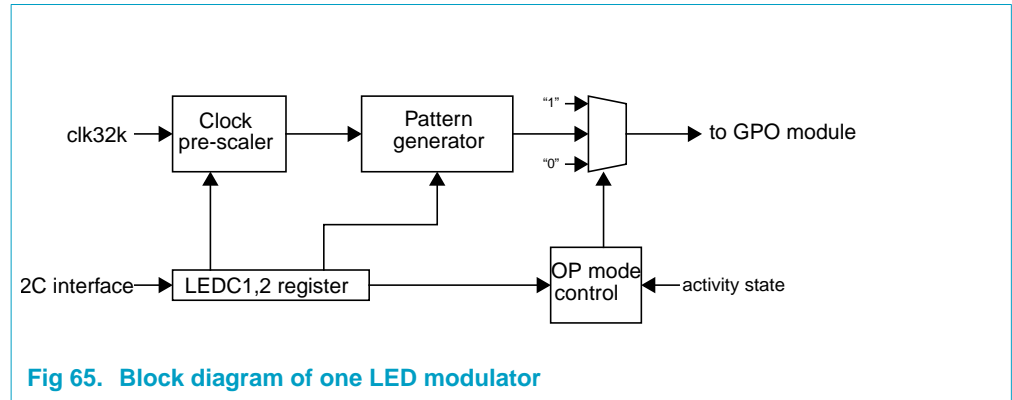 Clock
pre-scaler
Pattern
generator
"1"
"0"
clk32k
to GPO module
2C interface
LEDC1,2 register
OP mode
control
activity state
Fig 65. Block diagram of one LED modulator